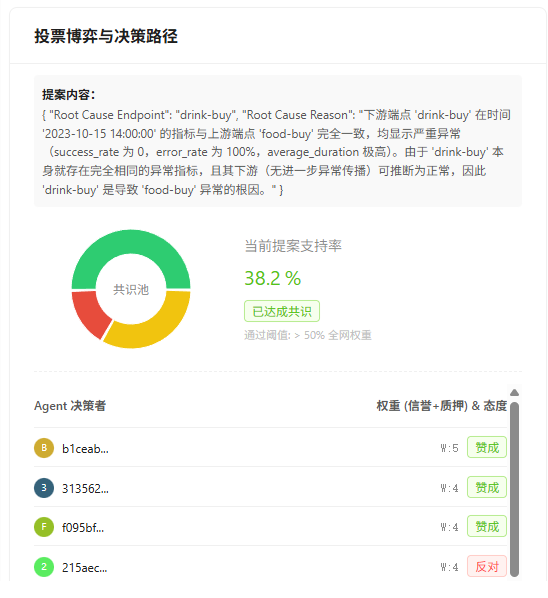 投票博弈与决策路径
提案内容：
{ "Root Cause Endpoint": "drink-buy", "Root Cause Reason": "下游端点 'drink-buy' 在时间
'2023-10-15 14:00:00' 的指标与上游端点 'food-buy' 完全一致，均显示严重异常
（success_rate 为 0，error_rate 为 100%，average_duration 极高）。由于 'drink-buy' 本
身就存在完全相同的异常指标，且其下游（无进一步异常传播）可推断为正常，因此
'drink-buy' 是导致 'food-buy' 异常的根因。" }
共识池
当前提案支持率
38.2 %
已达成共识
通过阈值: > 50% 全网权重
Agent 决策者 权重 (信誉+质押) & 态度
B b1ceab... W:5 赞成
3 313562... W:4 赞成
F f095bf... W:4 赞成
2 215aec... W:4 反对